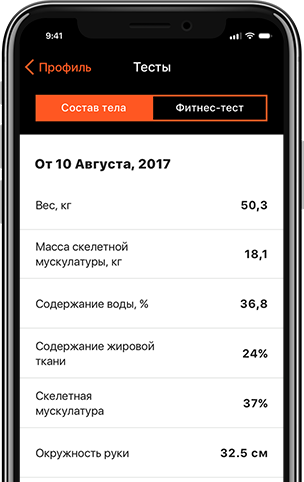 9:41
Профиль
Тесты
Состав тела
Фитнес-тест
От 10 Августа, 2017
Вес, кг
50,3
Масса скелетной
мускулатуры, кг
18,1
Содержание воды, %
36,8
Содержание жировой
ткани
24%
Скелетная
мускулатура
37%
Окружность руки
32.5 см